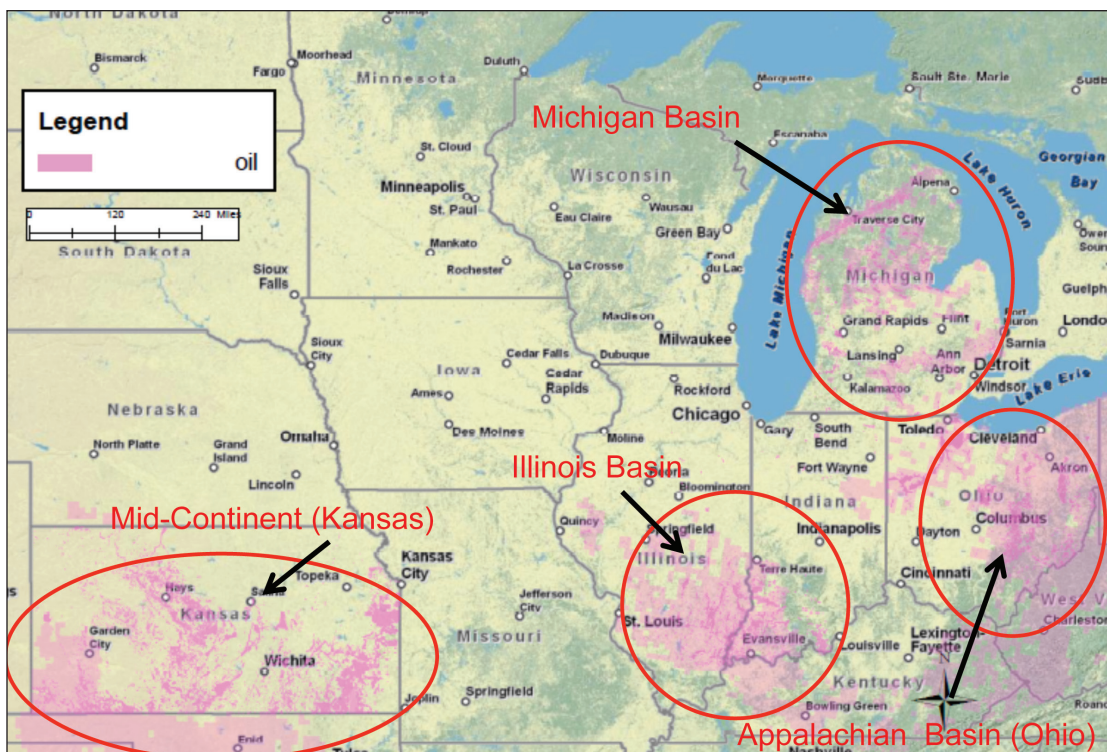 North Dakota
Bismarck
Fargo
Moorhead
Minnesota
Duluth
Marquette
Sault Ste. Marie
Legend
oil
0 120 240 Miles
Michigan Basin
Escanaba
St. Cloud
Minneapolis
St. Paul
Wisconsin
Eau Claire
Wausau
Green Bay
Alpena
Traverse City
Lake Huron
Georgian
Bay
South Dakota
Mankato
Rochester
La Crosse
Fond
du Lac
Lake Michigan
Michigan
Sioux
Falls
Guelph
Madison
Milwaukee
Grand Rapids
Flint
Port
Huron
Sarnia
London
Sioux
City
Iowa
Cedar Falls
Dubuque
Lansing
Ann
Arbor
Detroit
Windsor
Lake Erie
Ames
Cedar
Rapids
Rockford
Kalamazoo
Chicago
Nebraska
Des Moines
Moline
Gary
South
Bend
Toledo
Cleveland
North Platte
Grand
Island
Omaha
Lincoln
Illinois Basin
Peoria
Bloomington
Fort Wayne
Akron
Indiana
Ohio
Mid-Continent (Kansas)
Quincy
Springfield
Indianapolis
Dayton
Columbus
Kansas
City
Topeka
Illinois
Terre Haute
Cincinnati
Hays
Salina
Kansas
Jefferson
City
West V
Charleston
Garden
City
Missouri
St. Louis
Evansville
Louisville
Lexington-
Fayette
Wichita
N
Kentucky
Joplin
Springfield
Bowling Green
Roano
Appalachian Basin (Ohio)
Enid
Nashville